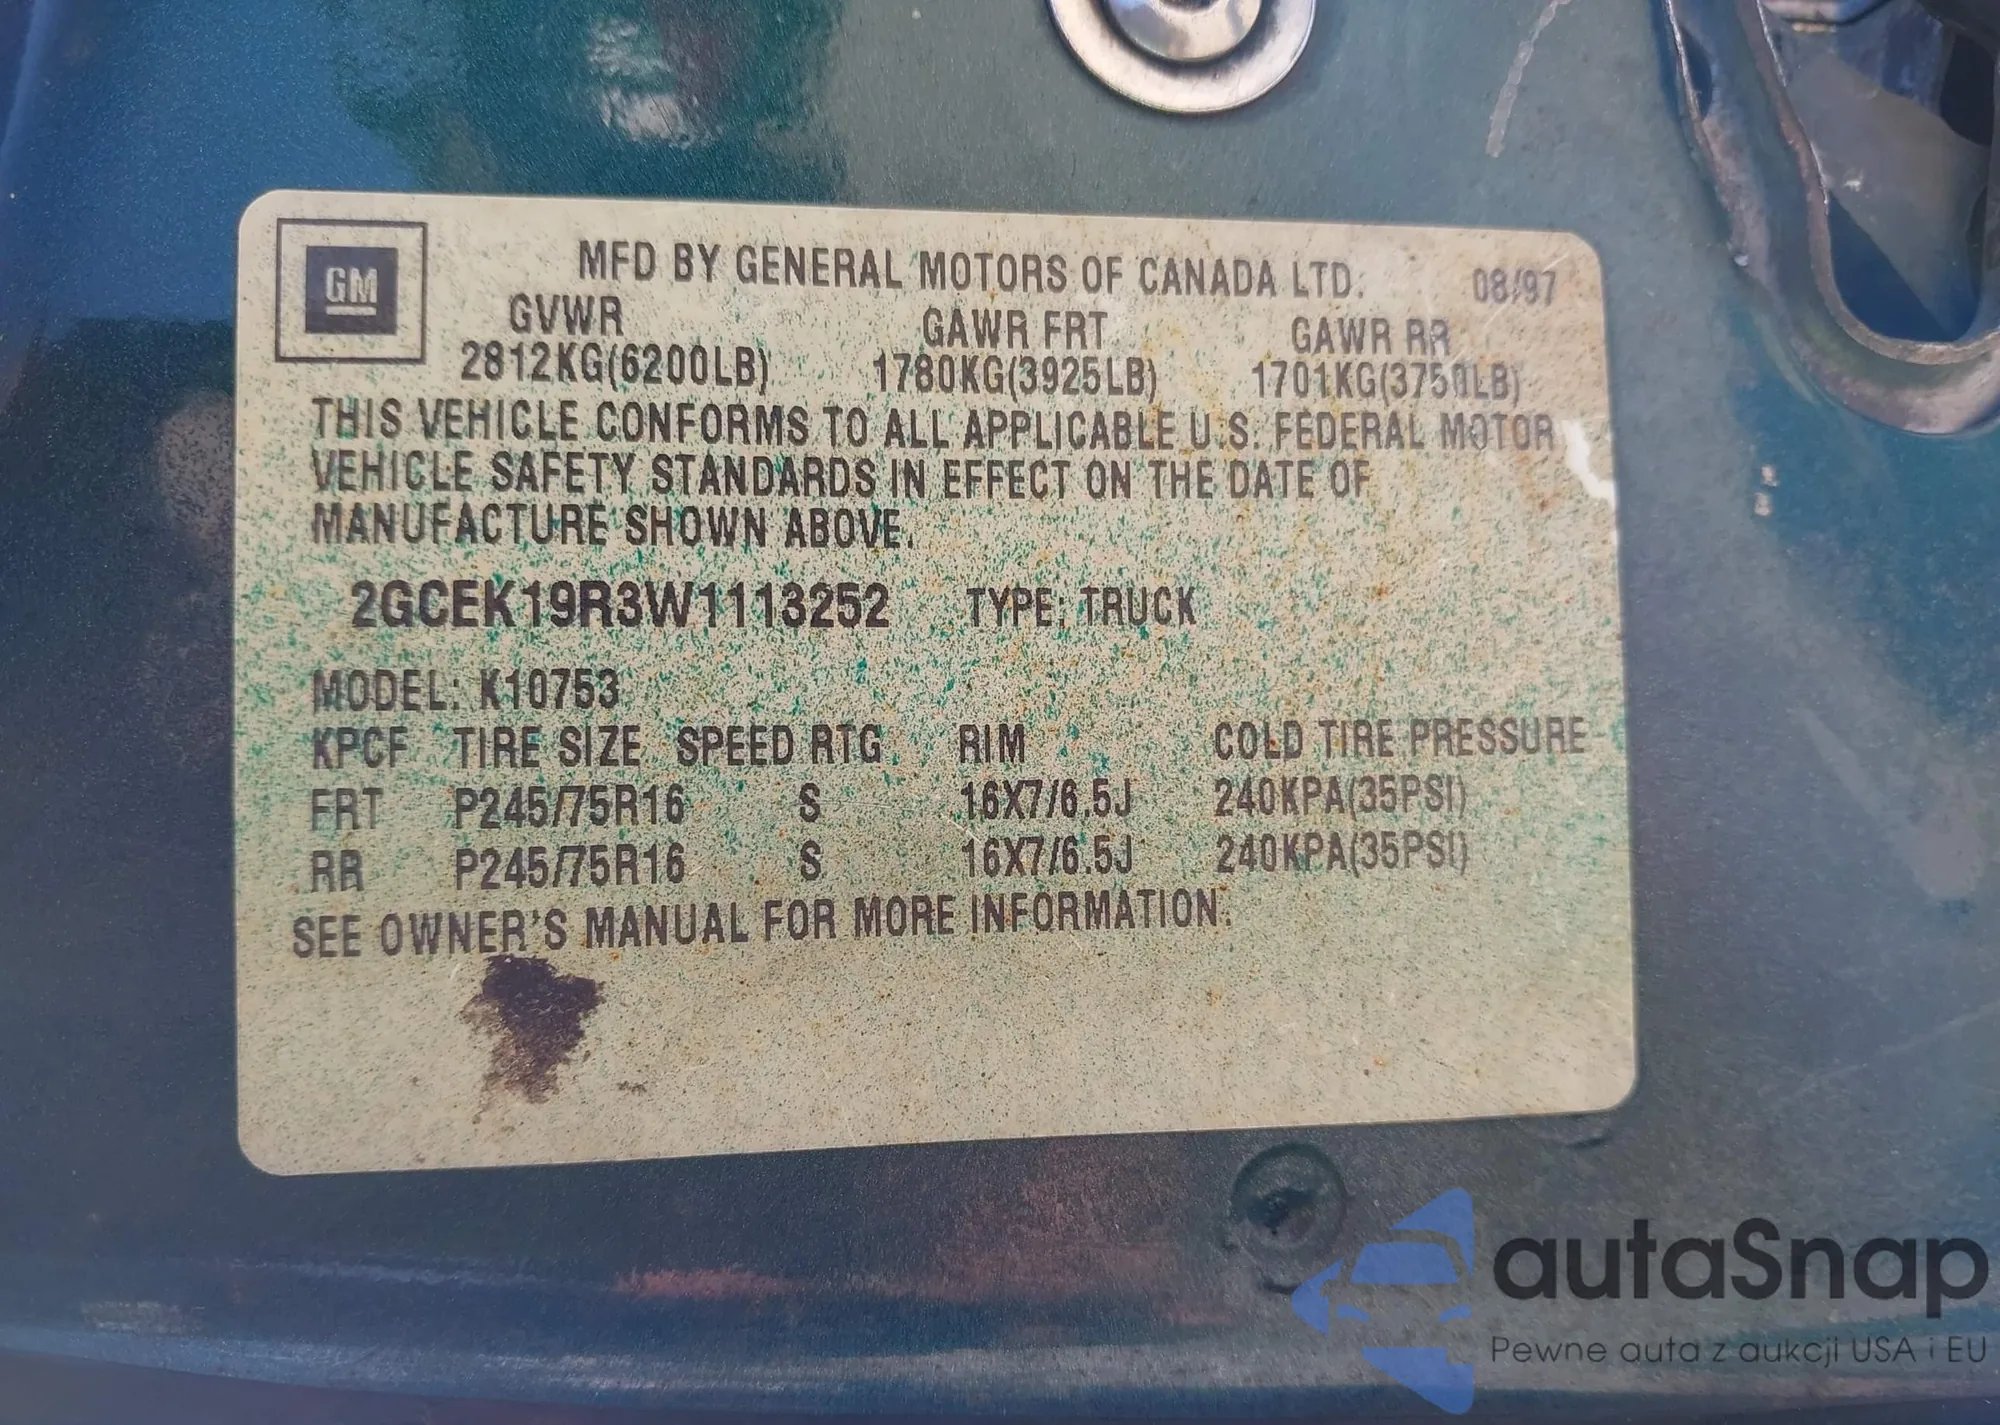 GM
MFD BY GENERAL MOTORS OF CANADA LTD. 08/97
GVWR GAWR FRT GAWR RR
2812KG(6200LB) 1780KG(3925LB) 1701KG(3750LB)
THIS VEHICLE CONFORMS TO ALL APPLICABLE U.S. FEDERAL MOTOR
VEHICLE SAFETY STANDARDS IN EFFECT ON THE DATE OF
MANUFACTURE SHOWN ABOVE.
2GCEK19R3W1113252 TYPE: TRUCK
MODEL: K10753
KPCF TIRE SIZE SPEED RTG RIM COLD TIRE PRESSURE
FRT P245/75R16 S 16X7/6.5J 240KPA(35PSI)
RR P245/75R16 S 16X7/6.5J 240KPA(35PSI)
SEE OWNER'S MANUAL FOR MORE INFORMATION.
autaSnap
Pewne auta z aukcji USA i EU